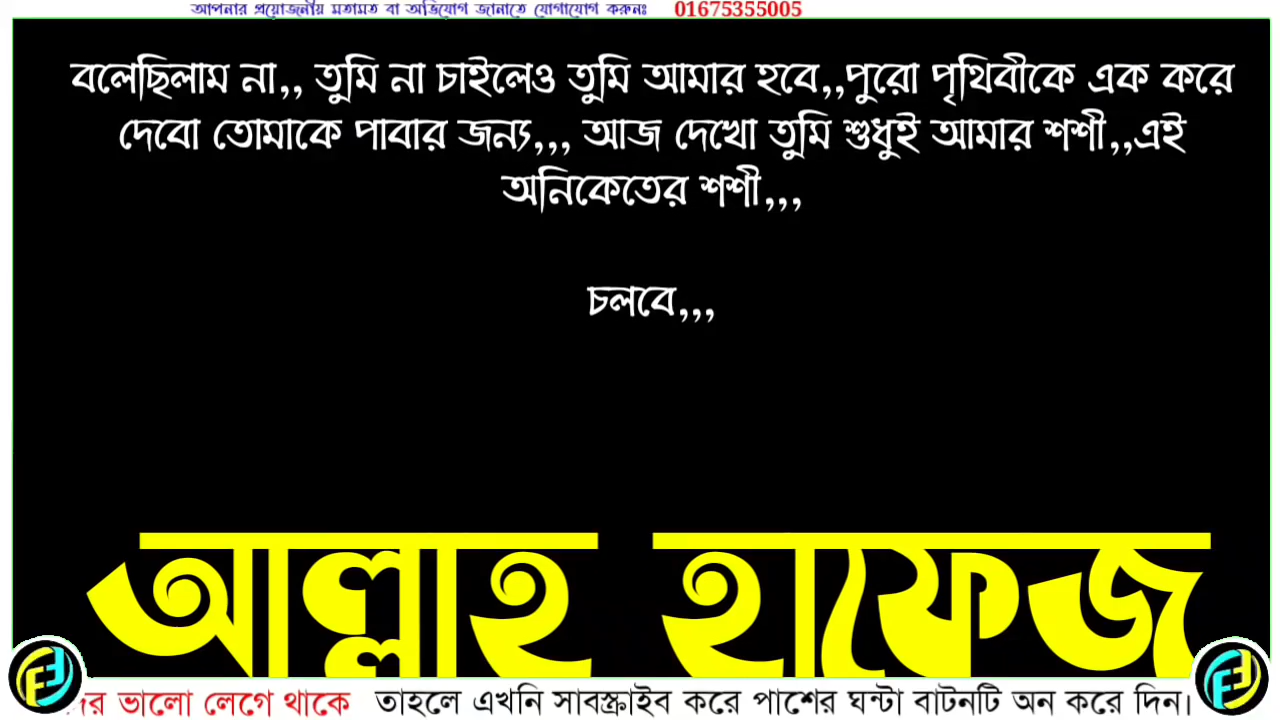 আপনার প্রয়োজনীয় মতামত বা অভিযোগ জানাতে যোগাযোগ করুনঃ 01675355005
বলেছিলাম না,, তুমি না চাইলেও তুমি আমার হবে,,পুরো পৃথিবীকে এক করে
দেবো তোমাকে পাবার জন্য,,, আজ দেখো তুমি শুধুই আমার শশী,,এই
অনিকেতের শশী,,,
চলবে,,,
আল্লাহ হাফেজ
ভালো লেগে থাকে তাহলে এখনি সাবস্ক্রাইব করে পাশের ঘন্টা বাটনটি অন করে দিন।